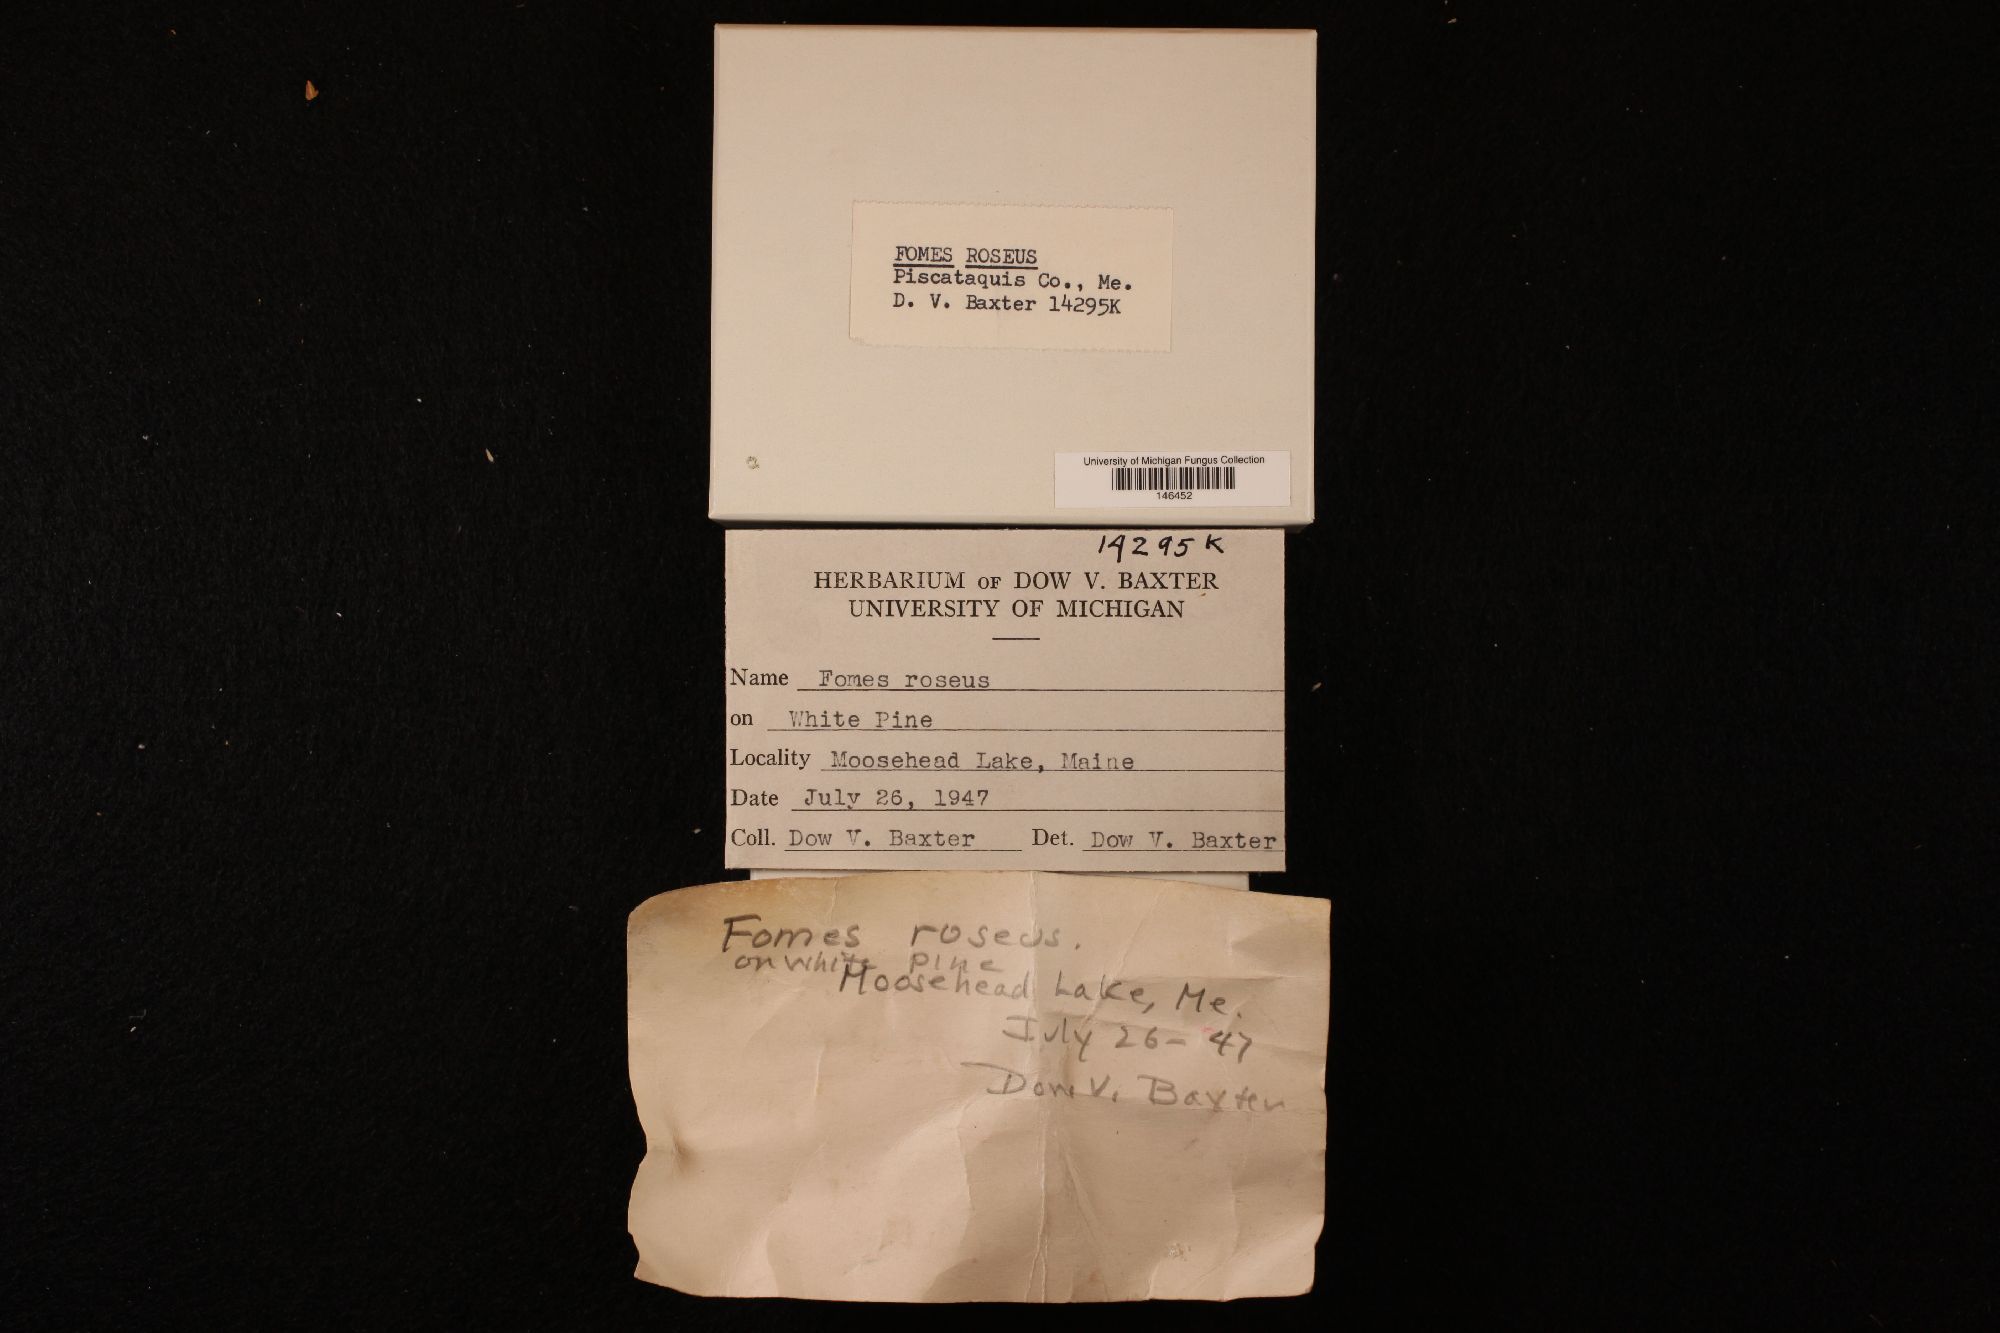 FOMES ROSEUS
Piscataquis Co., Me.
D. V. Baxter 14295K
University of Michigan Fungus Collection
146452
14295 K
HERBARIUM OF DOW V. BAXTER
UNIVERSITY OF MICHIGAN
Name Fomes roseus
on White Pine
Locality Moosehead Lake, Maine
Date July 26, 1947
Coll. Dow V. Baxter Det. Dow V. Baxter
Fomes roseus.
on white pine
Moosehead Lake, Me.
July 26-47
Dow V. Baxter